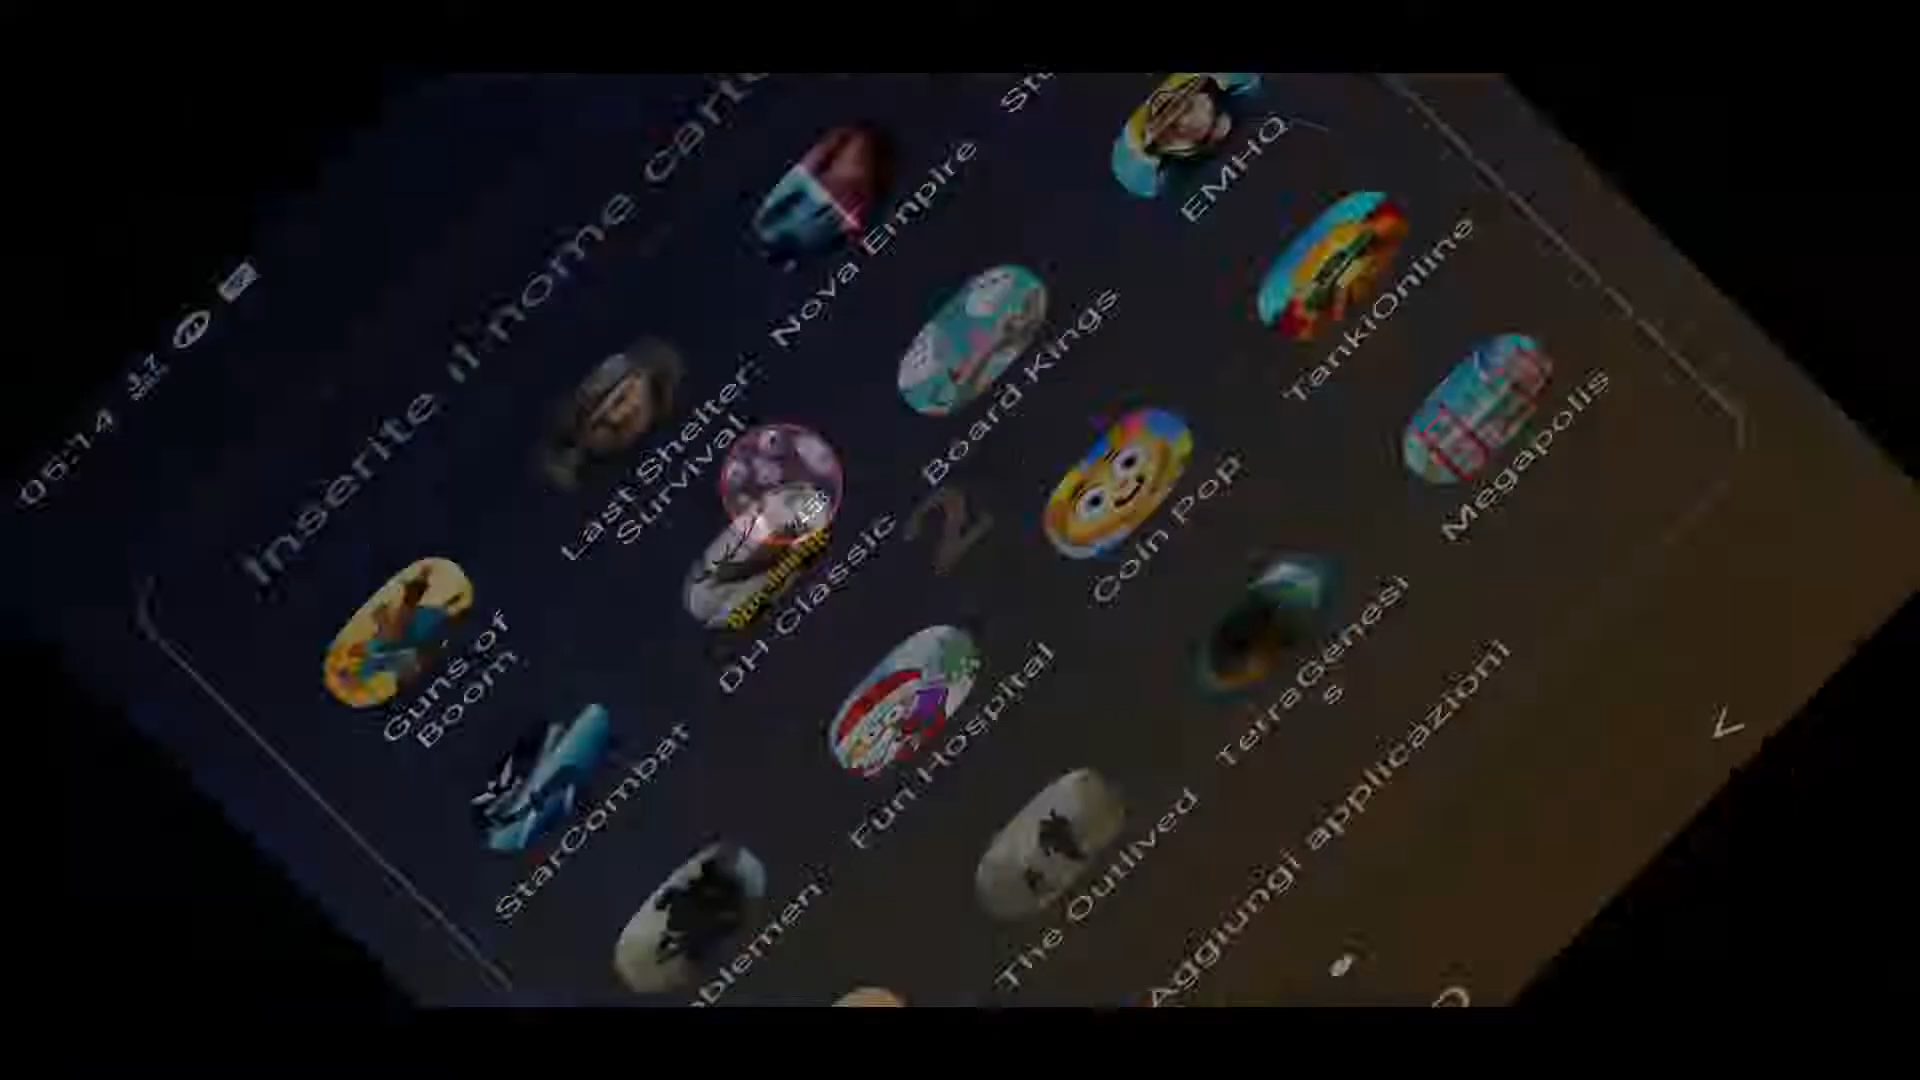 05:14
Inserite il nome
Nova Empire
EMHQ
Last Shelter:
Survival
Board Kings
TankiOnline
Guns of
Boom
DH Classic
2
Coin Pop
Megapolis
StarCombat
Fun Hospital
TerraGenesi
s
The Outlived
Aggiungi applicazioni